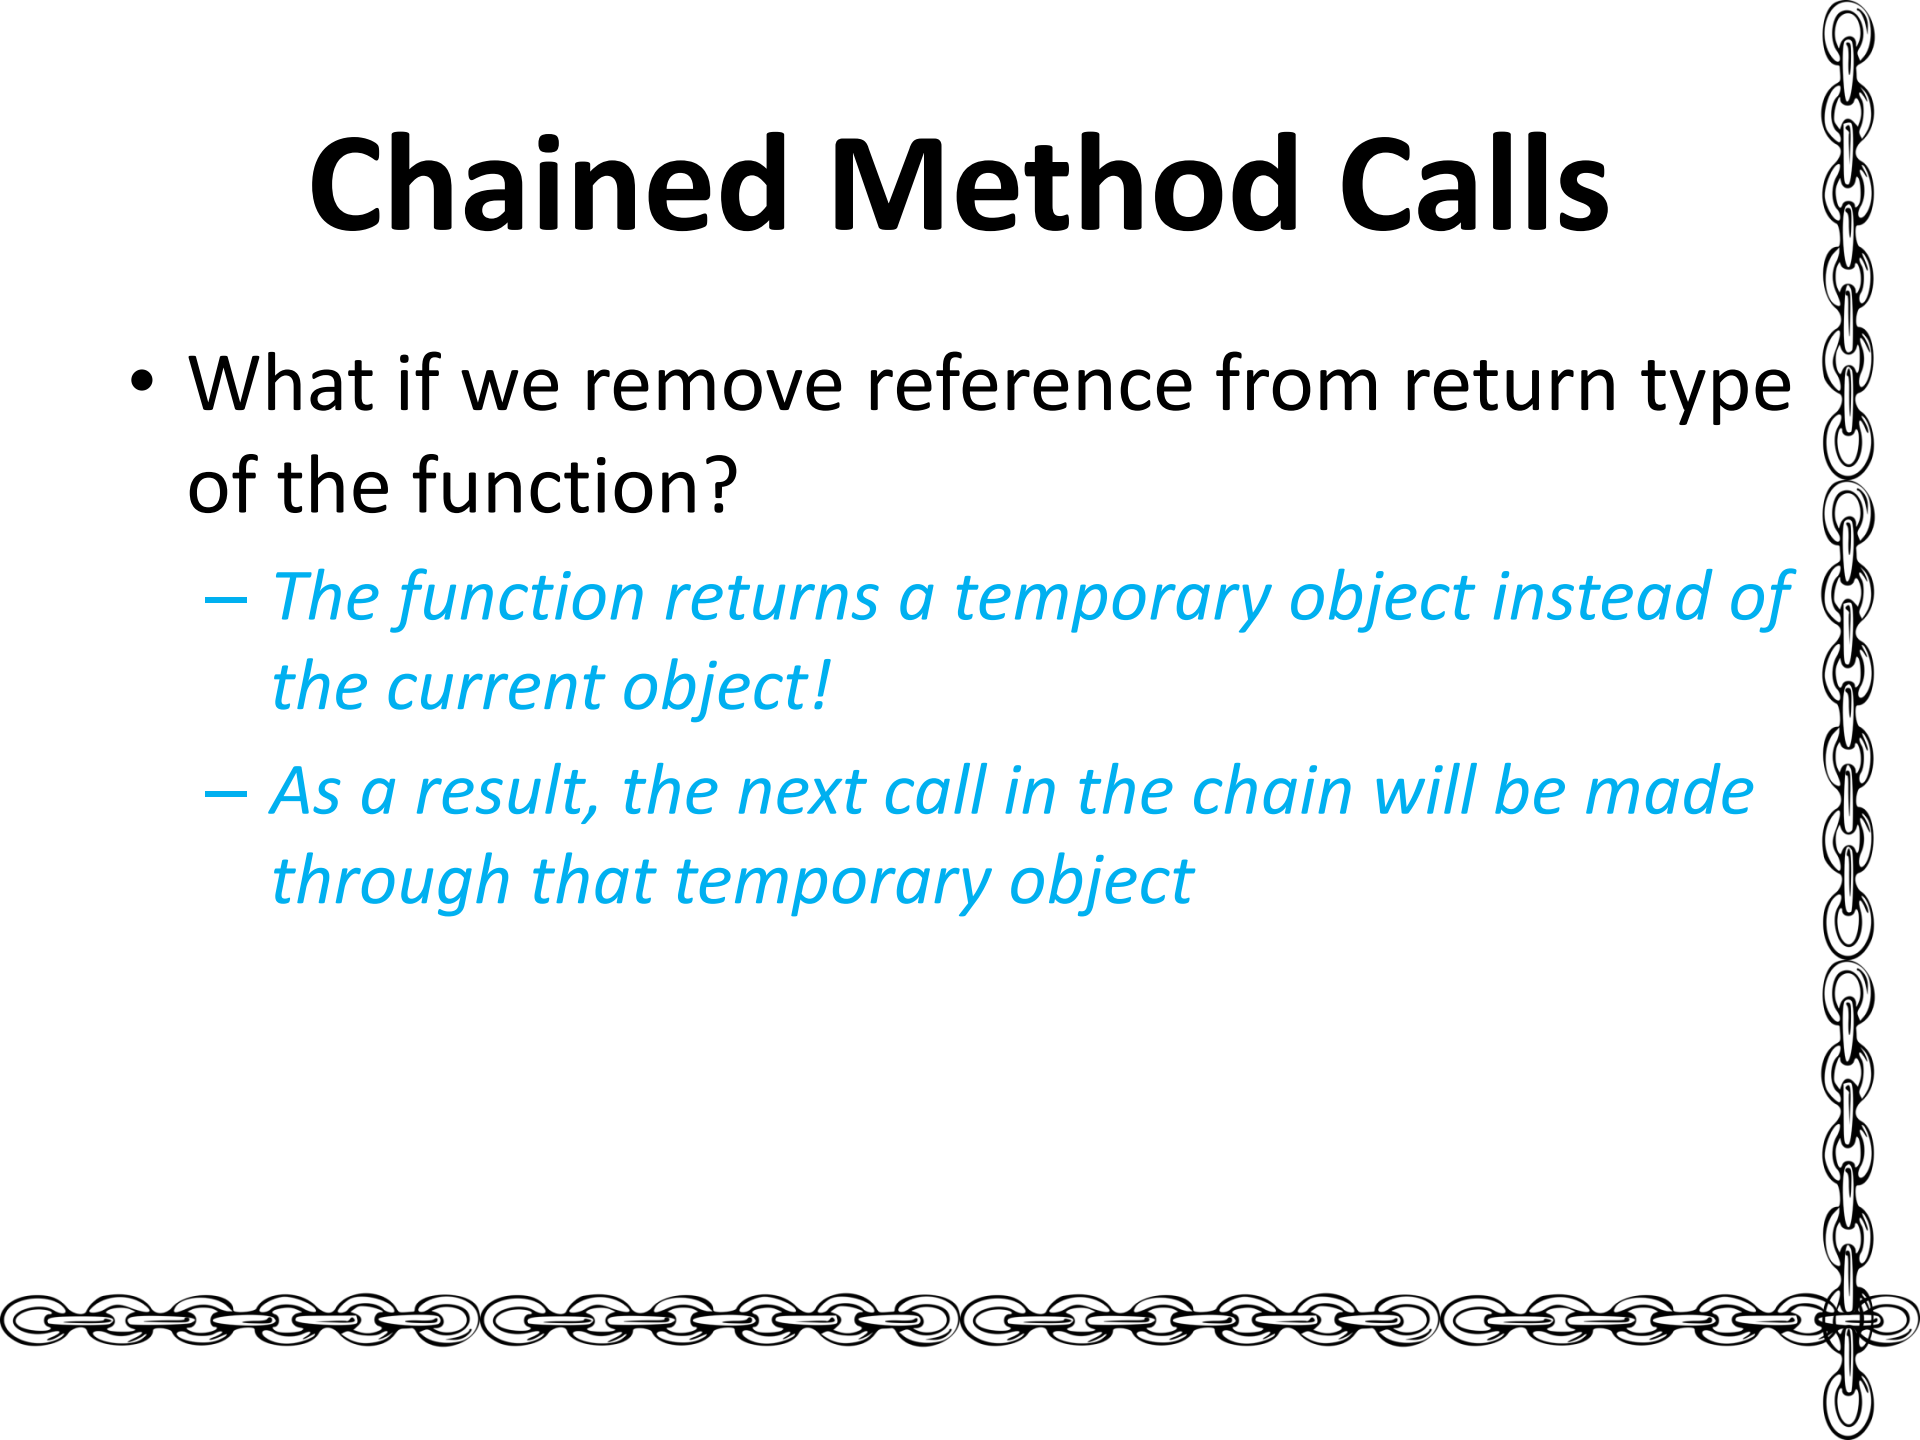 Chained Method Calls
• What if we remove reference from return type
of the function?
– The function returns a temporary object instead of
the current object!
– As a result, the next call in the chain will be made
through that temporary object